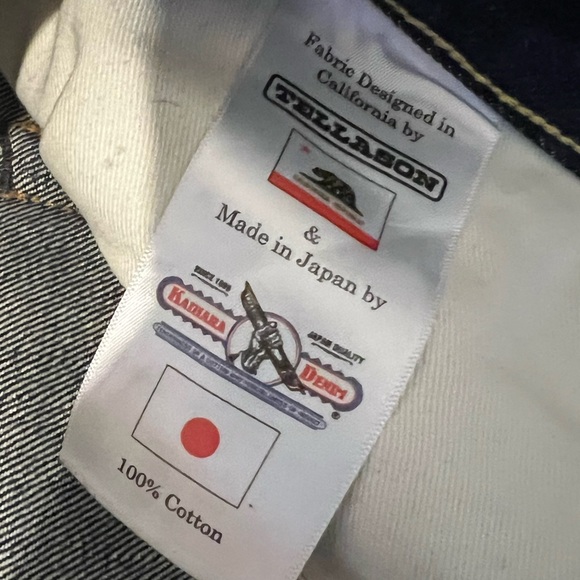 Fabric Designed in
California by
TELLASON
&
Made in Japan by
SINCE 1893
KAIHARA
JAPAN QUALITY
DENIM
®
100% Cotton